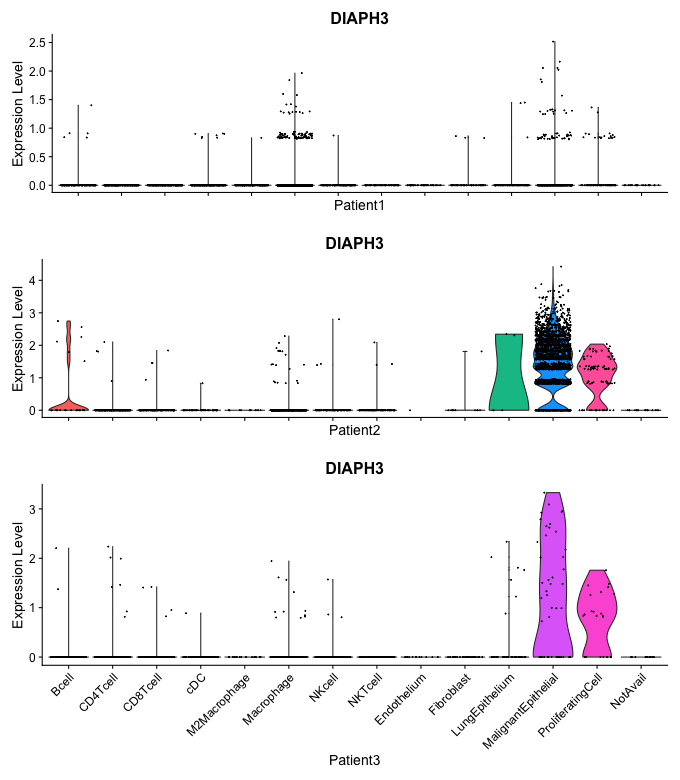 DIAPH3
Expression Level
2.5
2.0
1.5
1.0
0.5
0.0
Patient1
DIAPH3
Expression Level
4
3
2
1
0
Patient2
DIAPH3
Expression Level
3
2
1
0
Bcell
CD4Tcell
CD8Tcell
cDC
M2Macrophage
Macrophage
NKcell
NKTcell
Endothelium
Fibroblast
LungEpithelium
MalignantEpithelial
ProliferatingCell
NotAvail
Patient3